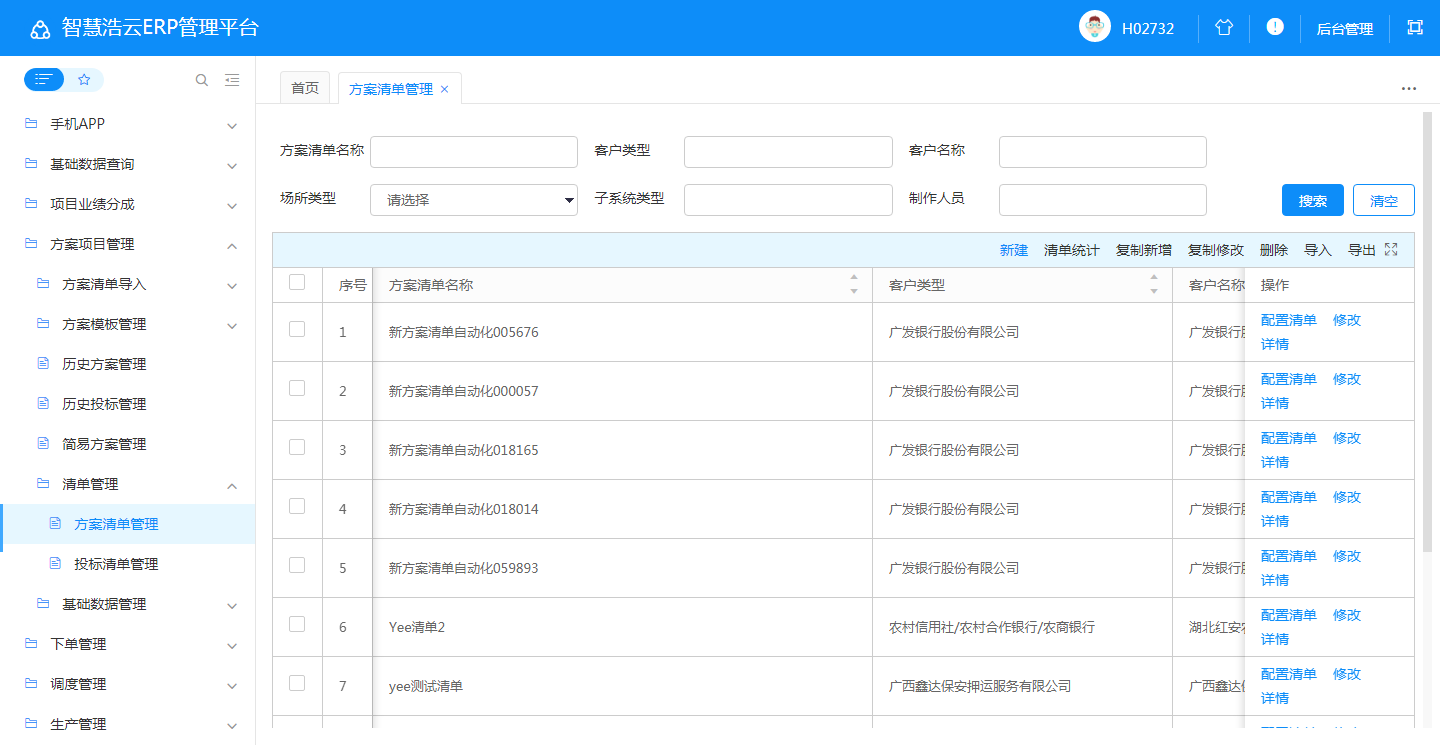 智慧浩云ERP管理平台
H02732
后台管理
首页
方案清单管理
手机APP
基础数据查询
项目业绩分成
方案项目管理
方案清单导入
方案模板管理
历史方案管理
历史投标管理
简易方案管理
清单管理
方案清单管理
投标清单管理
基础数据管理
下单管理
调度管理
生产管理
方案清单名称 客户类型 客户名称
场所类型 请选择 子系统类型 制作人员 搜索 清空
新建 清单统计 复制新增 复制修改 删除 导入 导出
序号 方案清单名称 客户类型 客户名称 操作
1 新方案清单自动化005676 广发银行股份有限公司 广发银行 配置清单 修改
详情
2 新方案清单自动化000057 广发银行股份有限公司 广发银行 配置清单 修改
详情
3 新方案清单自动化018165 广发银行股份有限公司 广发银行 配置清单 修改
详情
4 新方案清单自动化018014 广发银行股份有限公司 广发银行 配置清单 修改
详情
5 新方案清单自动化059893 广发银行股份有限公司 广发银行 配置清单 修改
详情
6 Yee清单2 农村信用社/农村合作银行/农商银行 湖北红安 配置清单 修改
详情
7 yee测试清单 广西鑫达保安押运服务有限公司 广西鑫达 配置清单 修改
详情